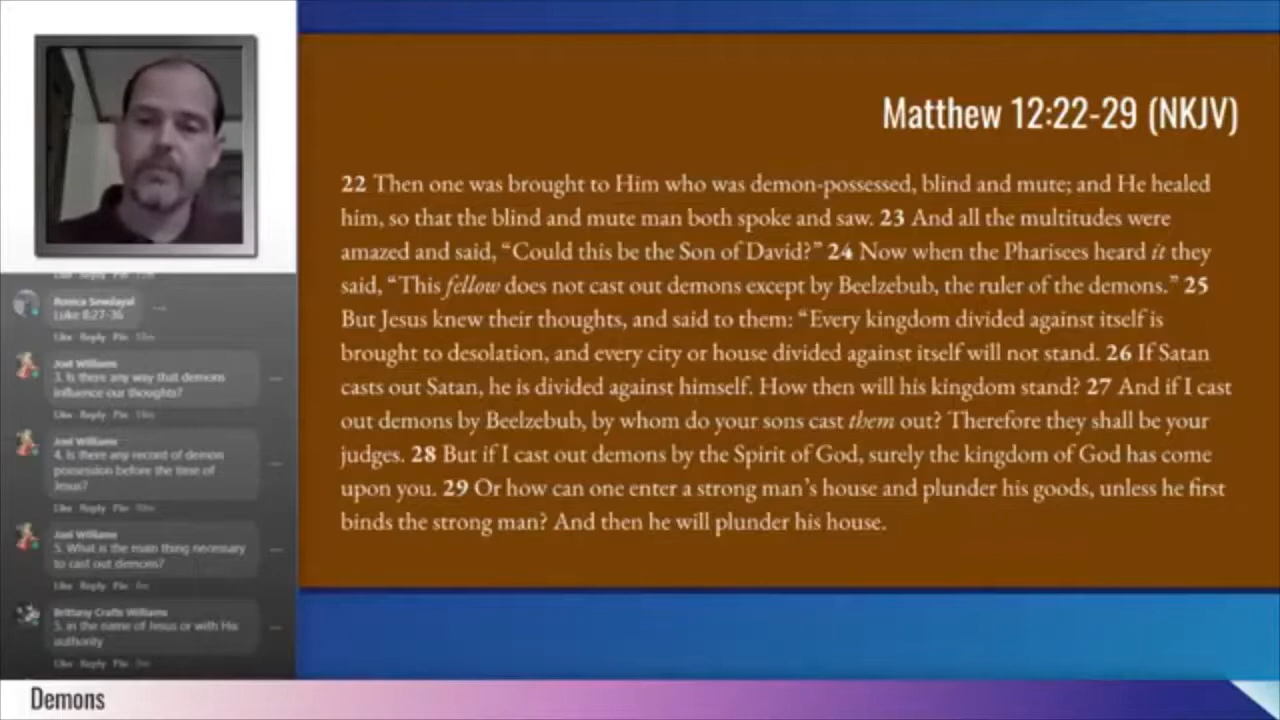 Matthew 12:22-29 (NKJV)
22 Then one was brought to Him who was demon-possessed, blind and mute; and He healed
him, so that the blind and mute man both spoke and saw. 23 And all the multitudes were
amazed and said, “Could this be the Son of David?” 24 Now when the Pharisees heard it they
said, “This fellow does not cast out demons except by Beelzebub, the ruler of the demons.” 25
But Jesus knew their thoughts, and said to them: “Every kingdom divided against itself is
brought to desolation, and every city or house divided against itself will not stand. 26 If Satan
casts out Satan, he is divided against himself. How then will his kingdom stand? 27 And if I cast
out demons by Beelzebub, by whom do your sons cast them out? Therefore they shall be your
judges. 28 But if I cast out demons by the Spirit of God, surely the kingdom of God has come
upon you. 29 Or how can one enter a strong man’s house and plunder his goods, unless he first
binds the strong man? And then he will plunder his house.
Like Reply Pin
Luke 8:27-36
Like Reply Pin
Joel Williams
3. Is there any way that demons
influence our thoughts?
Like Reply Pin
Joel Williams
4. Is there any record of demon
possession before the time of
Jesus?
Like Reply Pin
Joel Williams
5. What is the main thing necessary
to cast out demons?
Like Reply Pin
Brittany Crafts Williams
5. in the name of Jesus or with His
authority
Like Reply Pin
Demons